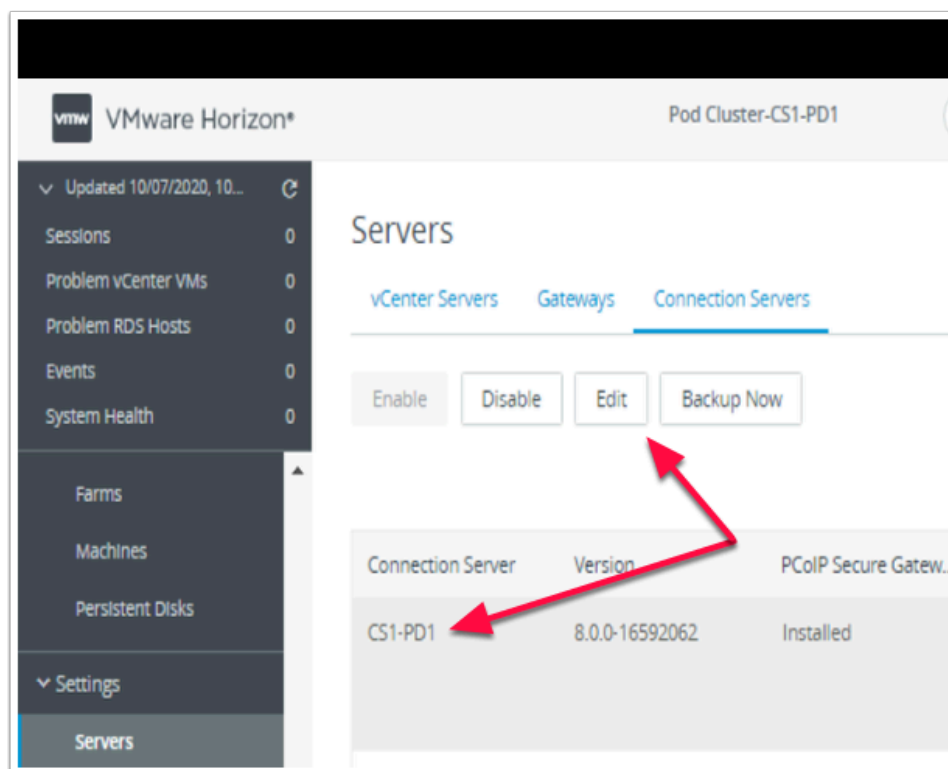 vmw VMware Horizon®
Pod Cluster-CS1-PD1
Updated 10/07/2020, 10...
Sessions 0
Problem vCenter VMs 0
Problem RDS Hosts 0
Events 0
System Health 0
Farms
Machines
Persistent Disks
Settings
Servers
Servers
vCenter Servers Gateways Connection Servers
Enable Disable Edit Backup Now
Connection Server Version PCoIP Secure Gatew...
CS1-PD1 8.0.0-16592062 Installed